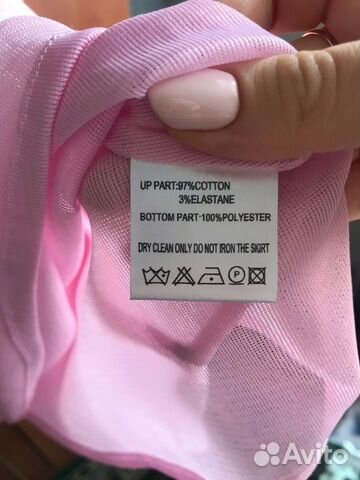 UP PART:97%COTTON
3%ELASTANE
BOTTOM PART:100%POLYESTER
DRY CLEAN ONLY DO NOT IRON THE SKIRT
P
Avito